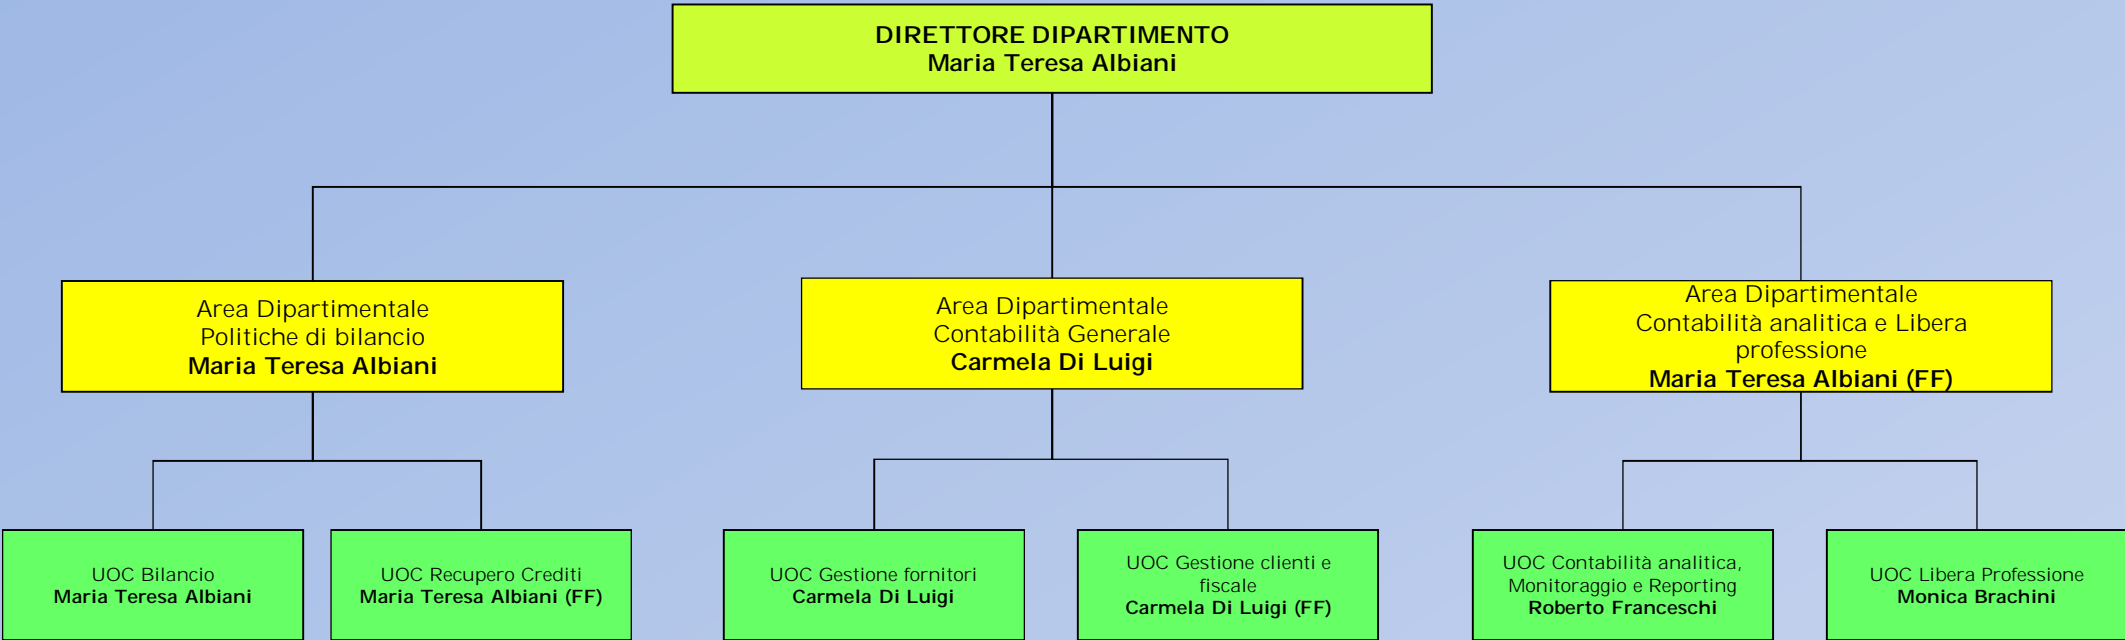 DIRETTORE DIPARTIMENTO
Maria Teresa Albiani
Area Dipartimentale
Politiche di bilancio
Maria Teresa Albiani
Area Dipartimentale
Contabilità Generale
Carmela Di Luigi
Area Dipartimentale
Contabilità analitica e Libera
professione
Maria Teresa Albiani (FF)
UOC Bilancio
Maria Teresa Albiani
UOC Recupero Crediti
Maria Teresa Albiani (FF)
UOC Gestione fornitori
Carmela Di Luigi
UOC Gestione clienti e
fiscale
Carmela Di Luigi (FF)
UOC Contabilità analitica,
Monitoraggio e Reporting
Roberto Franceschi
UOC Libera Professione
Monica Brachini